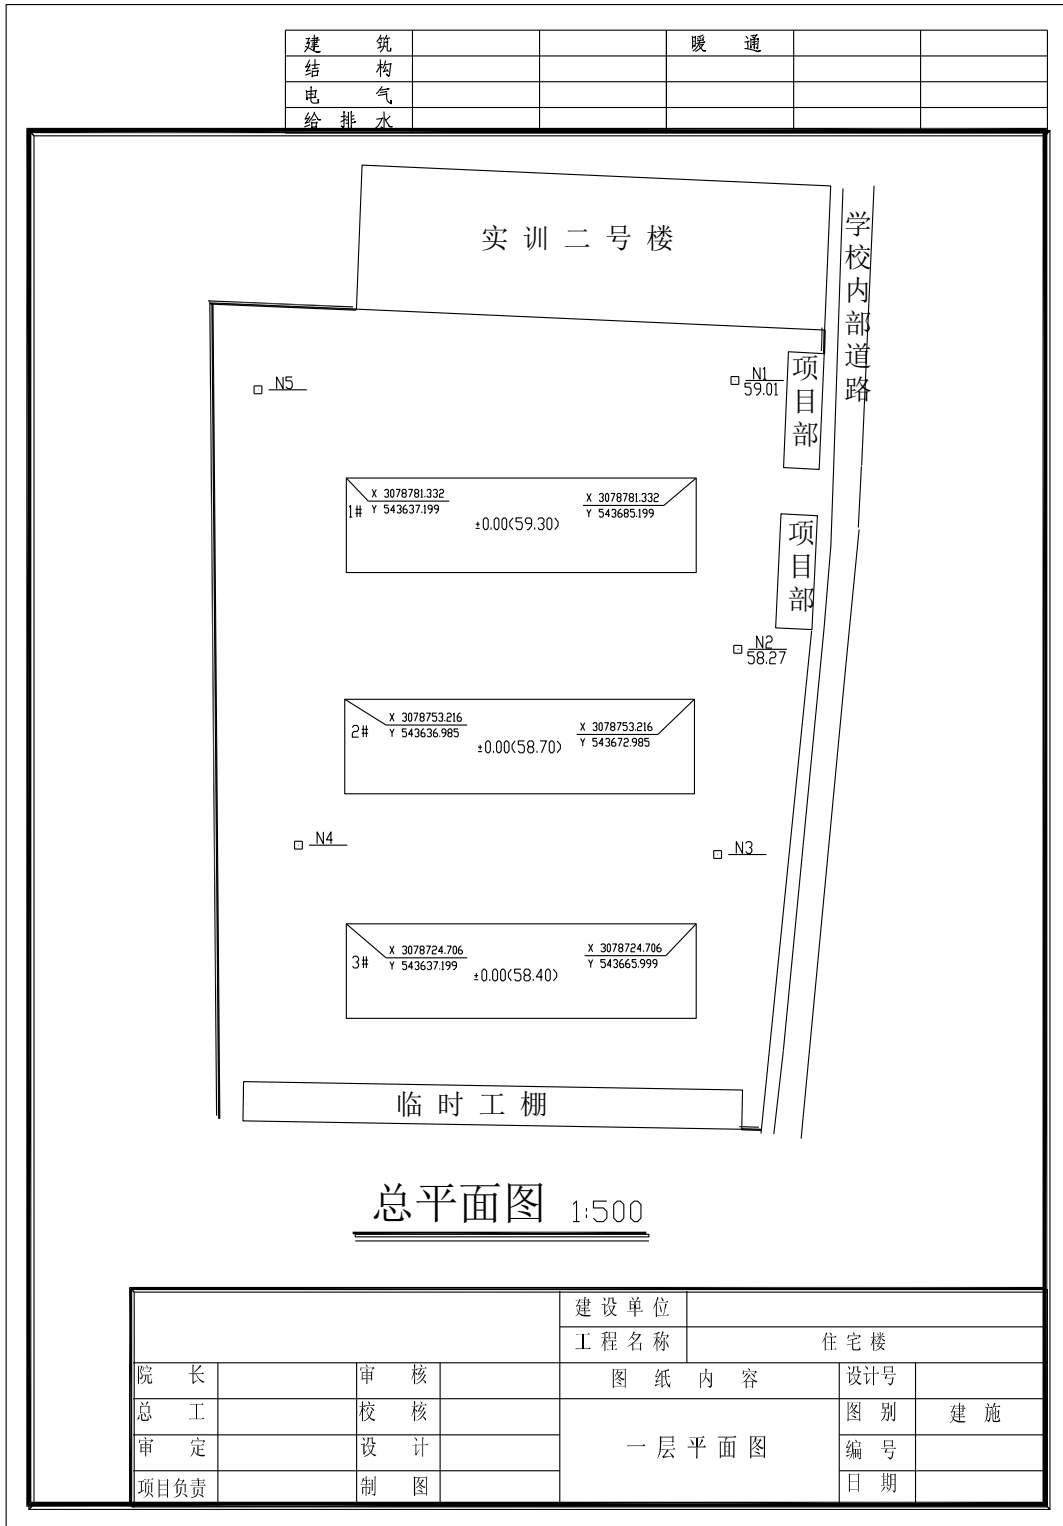 建 筑 暖 通
结 构
电 气
给 排 水
实训二号楼
学校内部道路
N5
N1
59.01
项目部
X 3078781.332
Y 543637.199
X 3078781.332
Y 543685.199
1#
±0.00(59.30)
项目部
N2
58.27
X 3078753.216
Y 543636.985
X 3078753.216
Y 543672.985
2#
±0.00(58.70)
N4
N3
X 3078724.706
Y 543637.199
X 3078724.706
Y 543665.999
3#
±0.00(58.40)
临时工棚
总平面图 1:500
建设单位
工程名称 住宅楼
院 长 审 核 图纸内容 设计号
总 工 校 核 图 别 建 施
审 定 设 计 一层平面图 编 号
项目负责 制 图 日 期